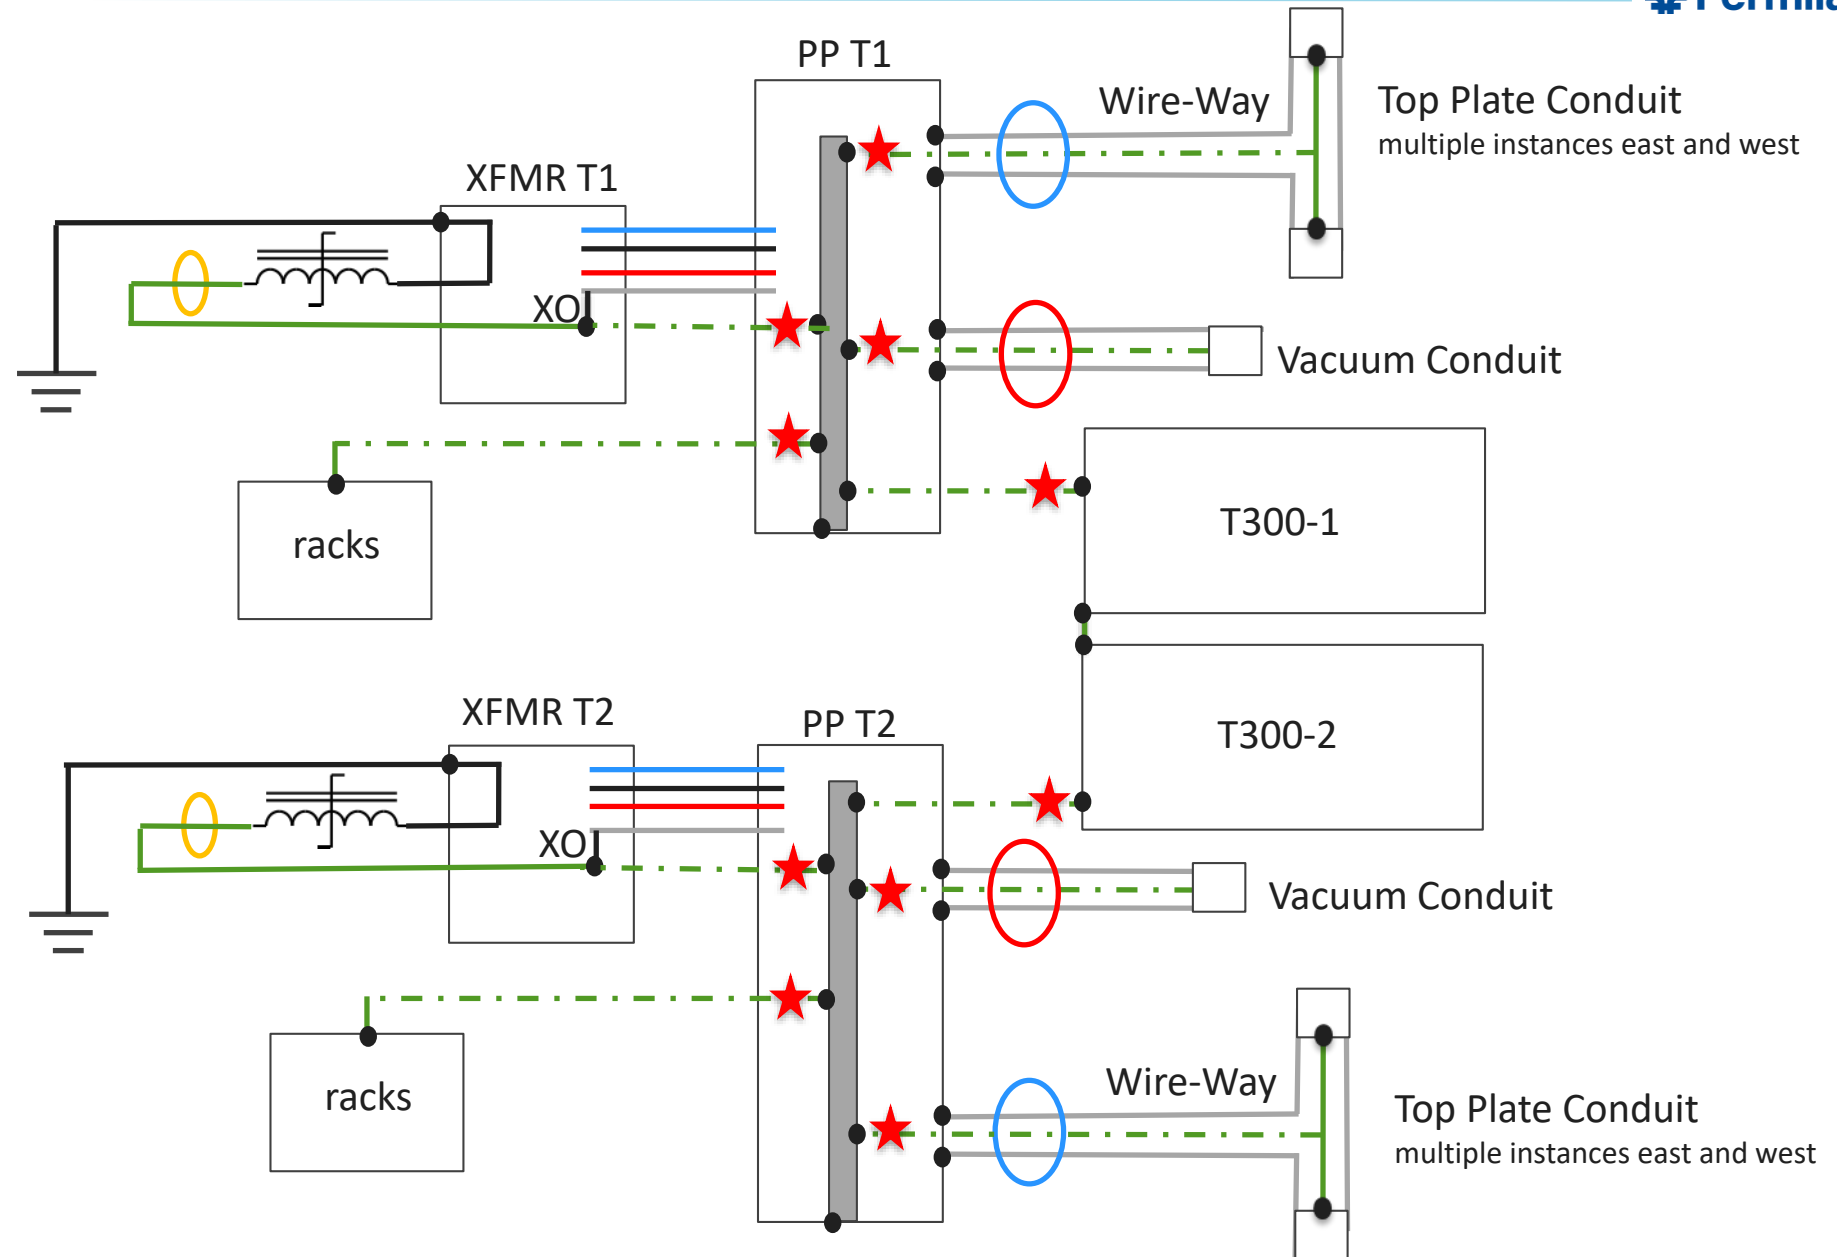 PP T1
Wire-Way
Top Plate Conduit
multiple instances east and west
XFMR T1
XO
Vacuum Conduit
racks
T300-1
T300-2
XFMR T2
PP T2
XO
Vacuum Conduit
racks
Wire-Way
Top Plate Conduit
multiple instances east and west